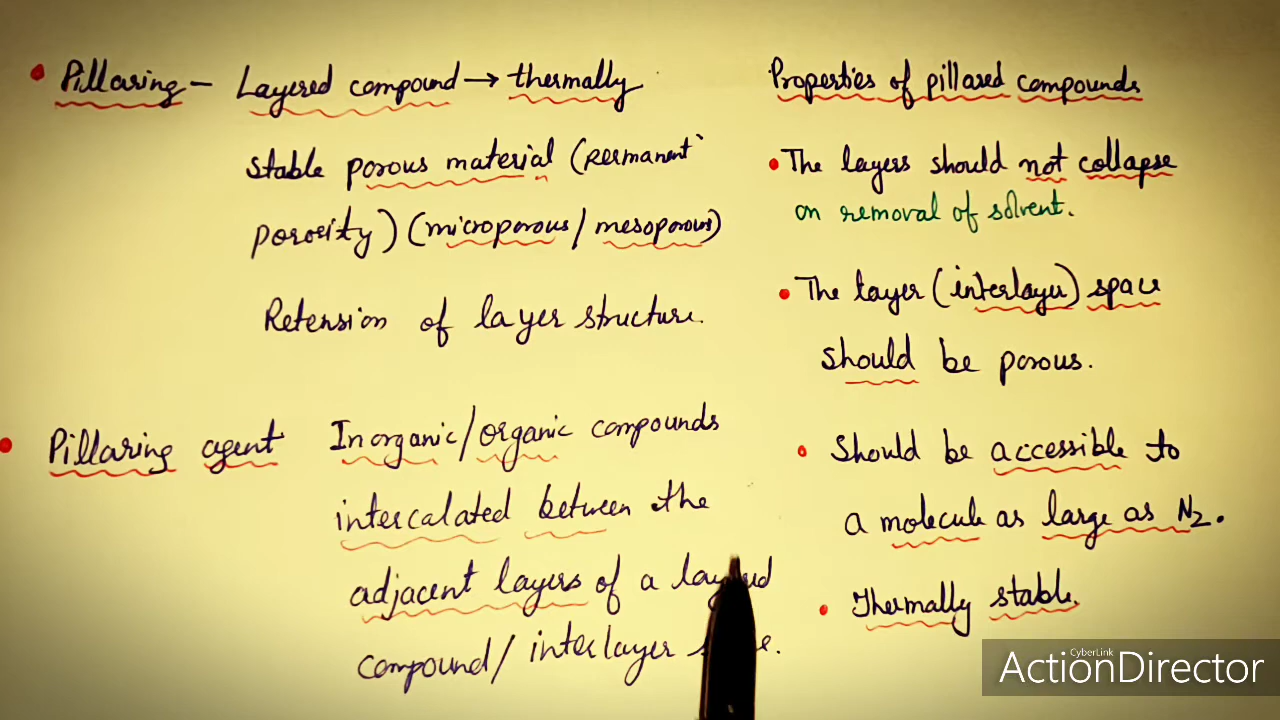 • Pillaring – Layered compound → thermally
stable porous material (permanent
porosity) (microporous/mesoporous)
Retension of layer structure.
• Pillaring agent Inorganic/organic compounds
intercalated between the
adjacent layers of a layered
compound/interlayer
Properties of pillared compounds
• The layers should not collapse
on removal of solvent.
• The layer (interlayer) space
should be porous.
• Should be accessible to
a molecule as large as N2.
• Thermally stable.
CyberLink
ActionDirector